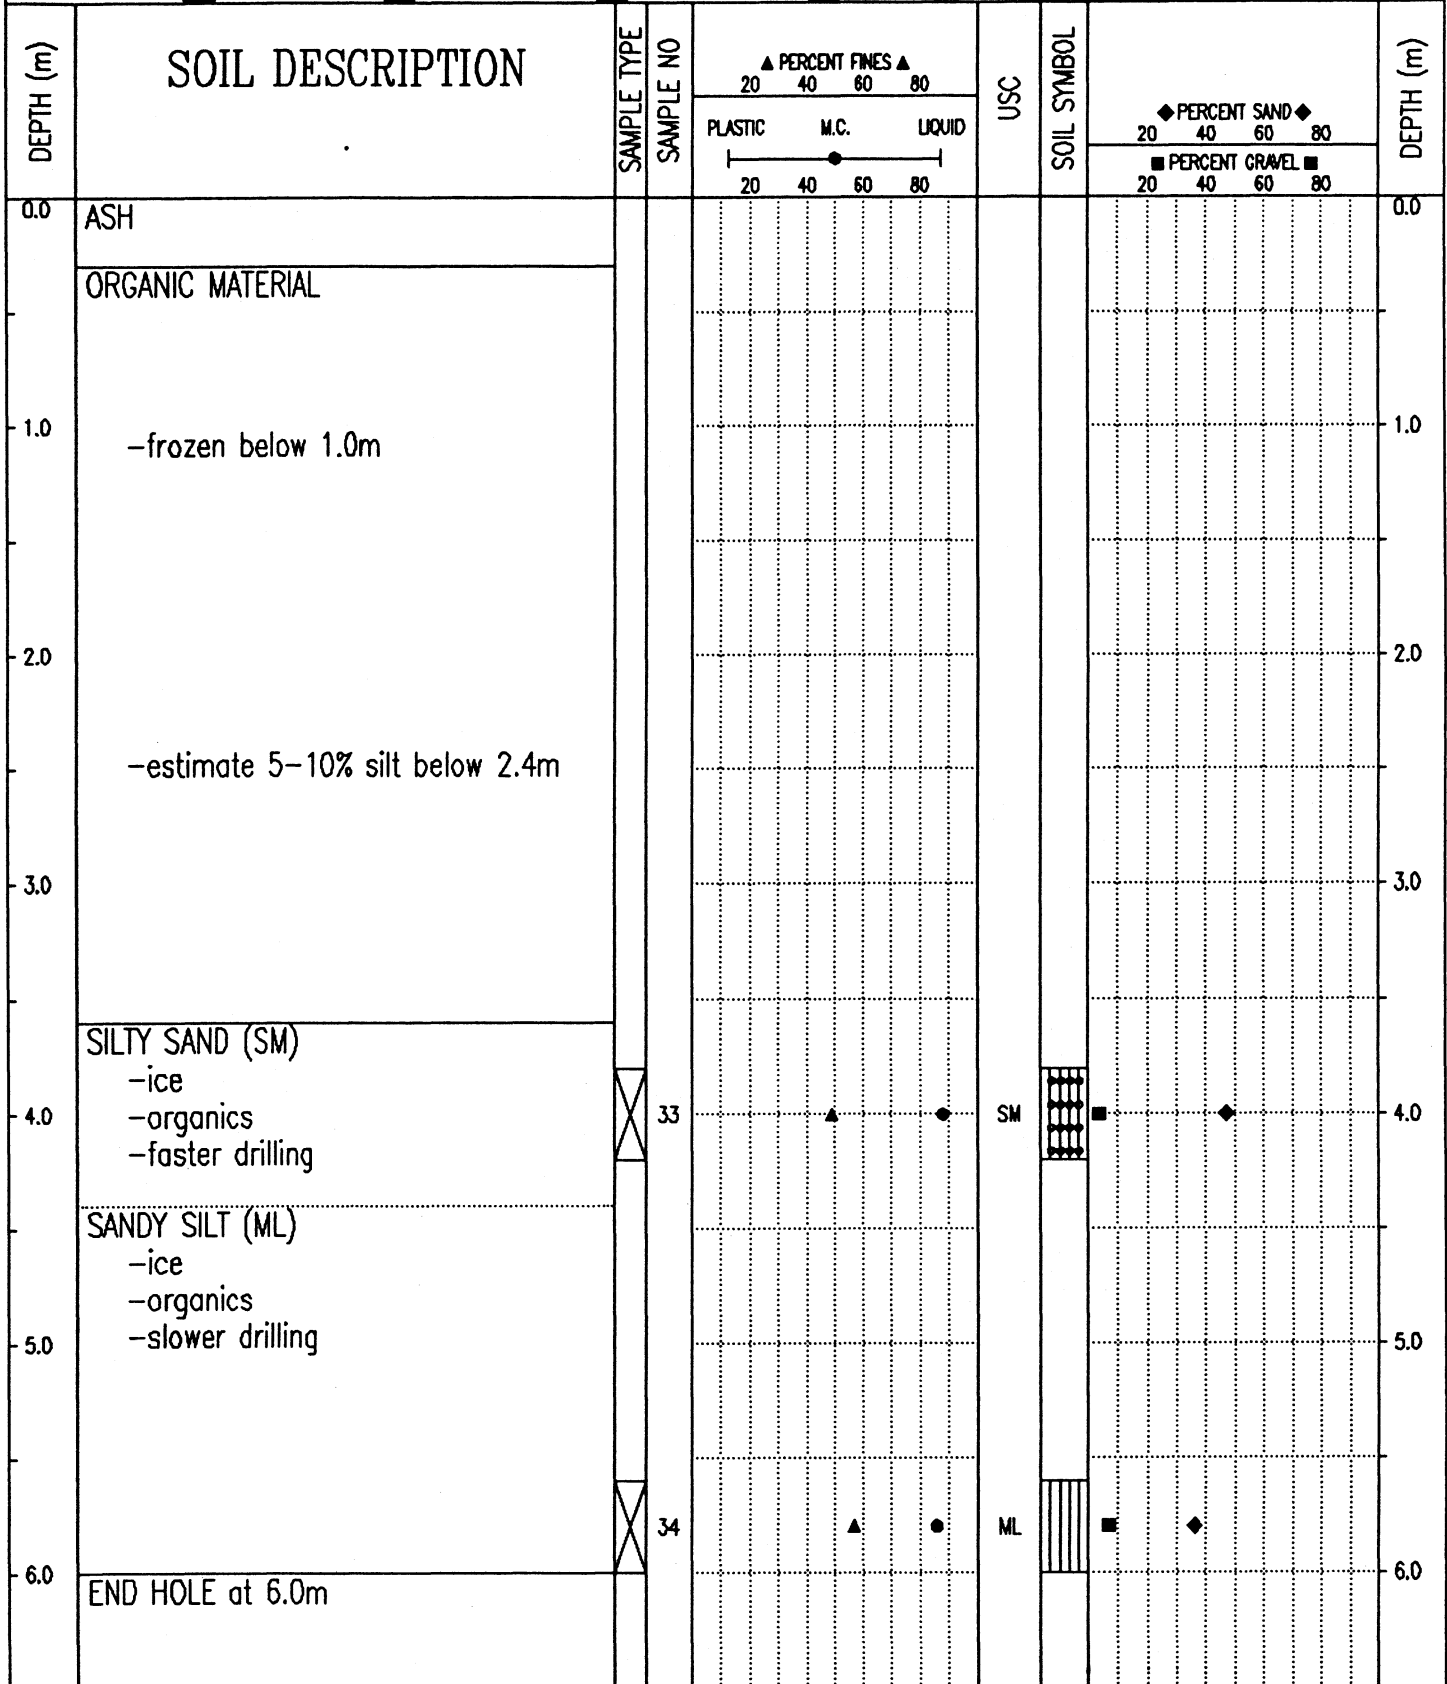 DEPTH (m)
SOIL DESCRIPTION
SAMPLE TYPE
SAMPLE NO
▲ PERCENT FINES ▲
20 40 60 80
PLASTIC M.C. LIQUID
20 40 60 80
USC
SOIL SYMBOL
◆ PERCENT SAND ◆
20 40 60 80
■ PERCENT GRAVEL ■
20 40 60 80
DEPTH (m)
0.0 ASH 0.0
ORGANIC MATERIAL
1.0 1.0
-frozen below 1.0m
2.0 2.0
-estimate 5-10% silt below 2.4m
3.0 3.0
SILTY SAND (SM)
-ice
4.0 -organics 33 SM 4.0
-faster drilling
SANDY SILT (ML)
-ice
-organics
-slower drilling
5.0 5.0
34 ML
6.0 6.0
END HOLE at 6.0m